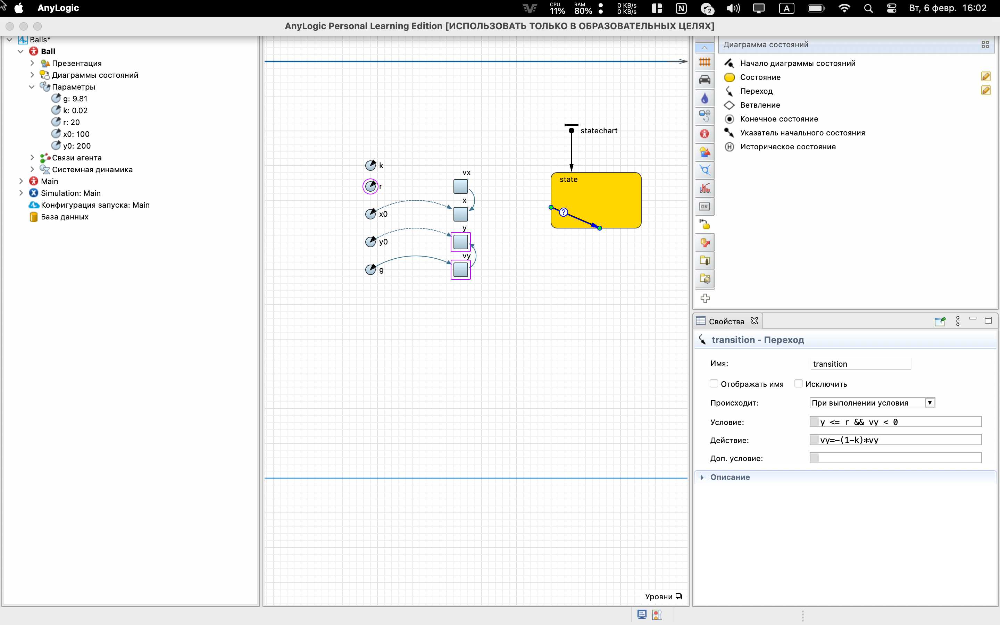 AnyLogic
CPU 11%
RAM 80%
0 KB/s
0 KB/s
N
2
A
Вт, 6 февр. 16:02
AnyLogic Personal Learning Edition [ИСПОЛЬЗОВАТЬ ТОЛЬКО В ОБРАЗОВАТЕЛЬНЫХ ЦЕЛЯХ]
Balls*
Ball
Презентация
Диаграммы состояний
Параметры
g: 9.81
k: 0.02
r: 20
x0: 100
y0: 200
Связи агента
Системная динамика
Main
Simulation: Main
Конфигурация запуска: Main
База данных
k
r
x0
y0
g
vx
x
y
vy
statechart
state
?
Уровни
OK
Диаграмма состояний
Начало диаграммы состояний
Состояние
Переход
Ветвление
Конечное состояние
Указатель начального состояния
H Историческое состояние
Свойства
transition - Переход
Имя: transition
Отображать имя Исключить
Происходит: При выполнении условия
Условие: y <= r && vy < 0
Действие: vy=-(1-k)*vy
Доп. условие:
Описание